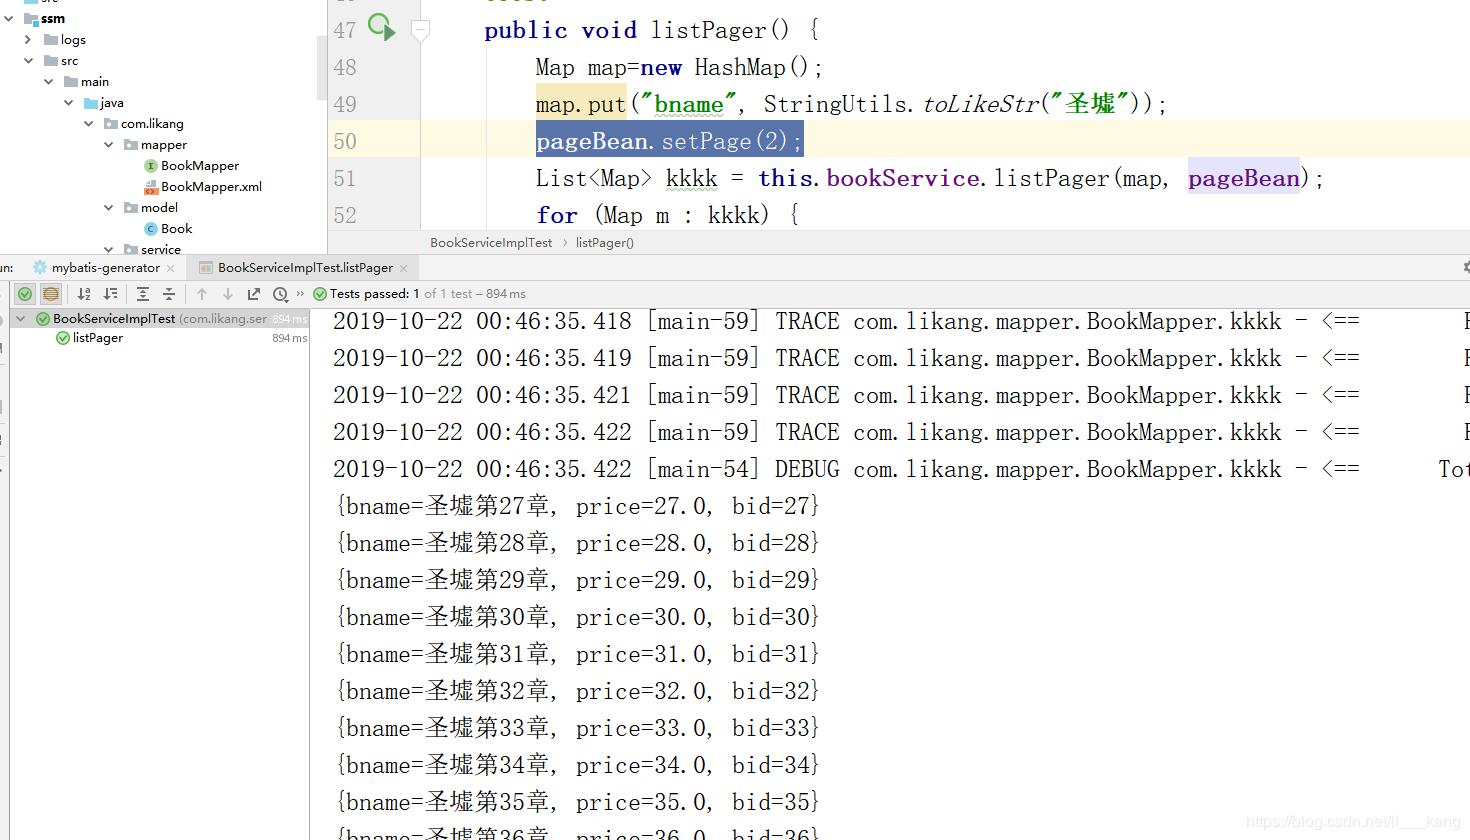 src
ssm
logs
src
main
java
com.likang
mapper
BookMapper
BookMapper.xml
model
Book
service
47 public void listPager() {
48 Map map=new HashMap();
49 map.put("bname", StringUtils.toLikeStr("圣墟"));
50 pageBean.setPage(2);
51 List<Map> kkkk = this.bookService.listPager(map, pageBean);
52 for (Map m : kkkk) {
BookServiceImplTest › listPager()
un: mybatis-generator × BookServiceImplTest.listPager ×
» Tests passed: 1 of 1 test – 894 ms
BookServiceImplTest (com.likang.ser 894 ms
listPager 894 ms
2019-10-22 00:46:35.418 [main-59] TRACE com.likang.mapper.BookMapper.kkkk - <==
2019-10-22 00:46:35.419 [main-59] TRACE com.likang.mapper.BookMapper.kkkk - <==
2019-10-22 00:46:35.421 [main-59] TRACE com.likang.mapper.BookMapper.kkkk - <==
2019-10-22 00:46:35.422 [main-59] TRACE com.likang.mapper.BookMapper.kkkk - <==
2019-10-22 00:46:35.422 [main-54] DEBUG com.likang.mapper.BookMapper.kkkk - <== Tot
{bname=圣墟第27章, price=27.0, bid=27}
{bname=圣墟第28章, price=28.0, bid=28}
{bname=圣墟第29章, price=29.0, bid=29}
{bname=圣墟第30章, price=30.0, bid=30}
{bname=圣墟第31章, price=31.0, bid=31}
{bname=圣墟第32章, price=32.0, bid=32}
{bname=圣墟第33章, price=33.0, bid=33}
{bname=圣墟第34章, price=34.0, bid=34}
{bname=圣墟第35章, price=35.0, bid=35}
{bname=圣墟第36章, price=36.0, bid=36}
https://blog.csdn.net/li___kang